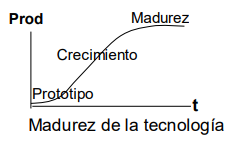 Prod
Madurez
Crecimiento
Prototipo
t
Madurez de la tecnología